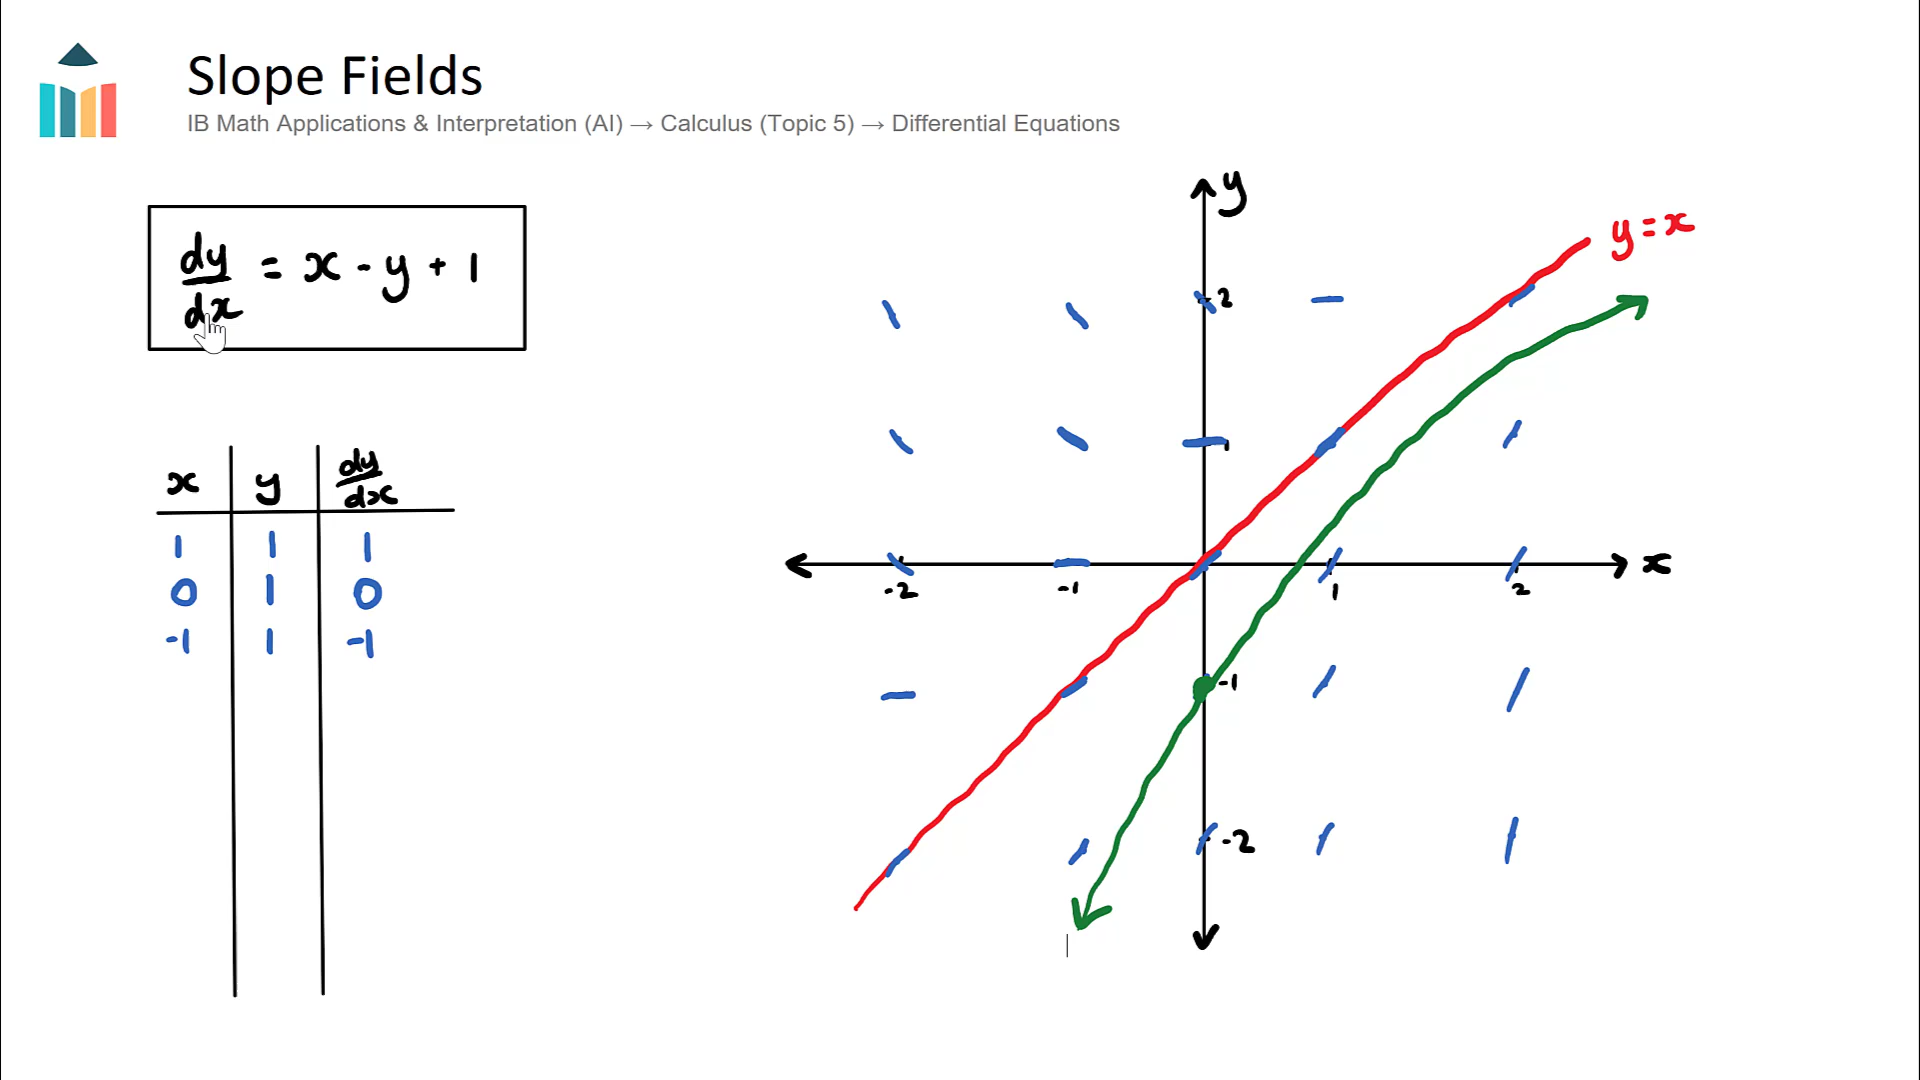 Slope Fields
IB Math Applications & Interpretation (AI) → Calculus (Topic 5) → Differential Equations
dy/dx = x - y + 1
x y dy/dx
1 1 1
0 1 0
-1 1 -1
y
y = x
2
1
-2 -1 1 2 x
-1
-2